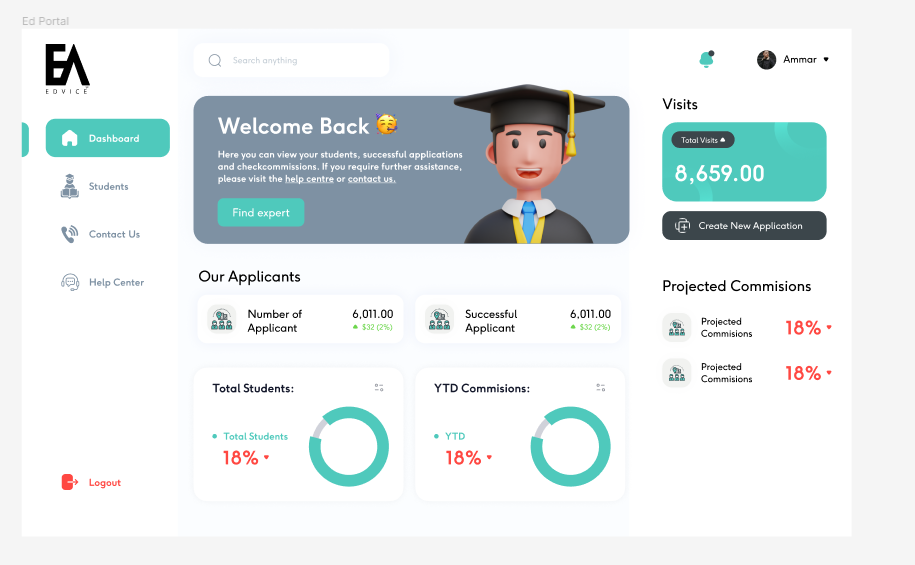 Ed Portal
EA
EDVICE
Search anything
Ammar
Dashboard
Students
Contact Us
Help Center
Logout
Welcome Back 🥳
Here you can view your students, successful applications
and checkcommissions. If you require further assistance,
please visit the help centre or contact us.
Find expert
Our Applicants
Number of
Applicant
6,011.00
$32 (2%)
Successful
Applicant
6,011.00
$32 (2%)
Total Students:
Total Students
18%
YTD Commisions:
YTD
18%
Visits
Total Visits
8,659.00
Create New Application
Projected Commisions
Projected
Commisions
18%
Projected
Commisions
18%